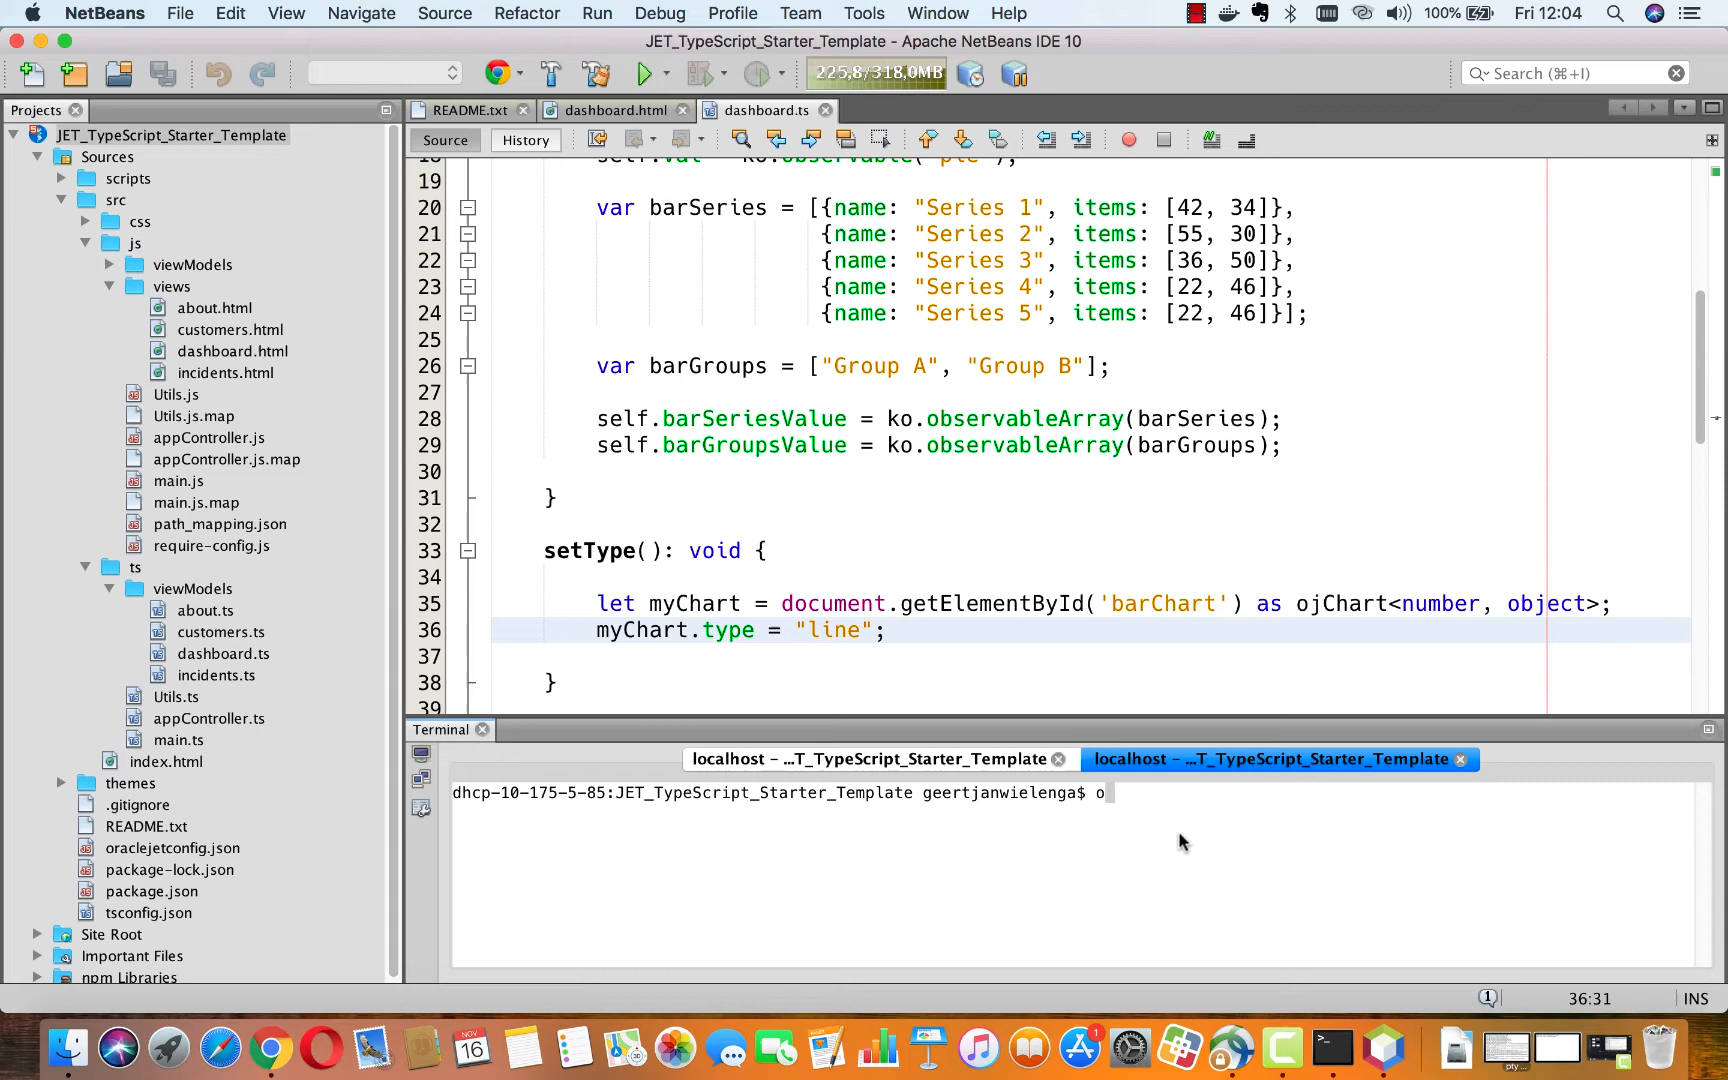 NetBeans File Edit View Navigate Source Refactor Run Debug Profile Team Tools Window Help 100% Fri 12:04
JET_TypeScript_Starter_Template - Apache NetBeans IDE 10
225,8/318,0MB
Search (⌘+I)
Projects
README.txt dashboard.html dashboard.ts
Source History
JET_TypeScript_Starter_Template
Sources
scripts
src
css
js
viewModels
views
about.html
customers.html
dashboard.html
incidents.html
Utils.js
Utils.js.map
appController.js
appController.js.map
main.js
main.js.map
path_mapping.json
require-config.js
ts
viewModels
about.ts
customers.ts
dashboard.ts
incidents.ts
Utils.ts
appController.ts
main.ts
index.html
themes
.gitignore
README.txt
oraclejetconfig.json
package-lock.json
package.json
tsconfig.json
Site Root
Important Files
npm Libraries
19
20 var barSeries = [{name: "Series 1", items: [42, 34]},
21 {name: "Series 2", items: [55, 30]},
22 {name: "Series 3", items: [36, 50]},
23 {name: "Series 4", items: [22, 46]},
24 {name: "Series 5", items: [22, 46]}];
25
26 var barGroups = ["Group A", "Group B"];
27
28 self.barSeriesValue = ko.observableArray(barSeries);
29 self.barGroupsValue = ko.observableArray(barGroups);
30
31 }
32
33 setType(): void {
34
35 let myChart = document.getElementById('barChart') as ojChart<number, object>;
36 myChart.type = "line";
37
38 }
39
Terminal
localhost - ...T_TypeScript_Starter_Template localhost - ...T_TypeScript_Starter_Template
dhcp-10-175-5-85:JET_TypeScript_Starter_Template geertjanwielenga$ o
1 36:31 INS
NOV
16
1